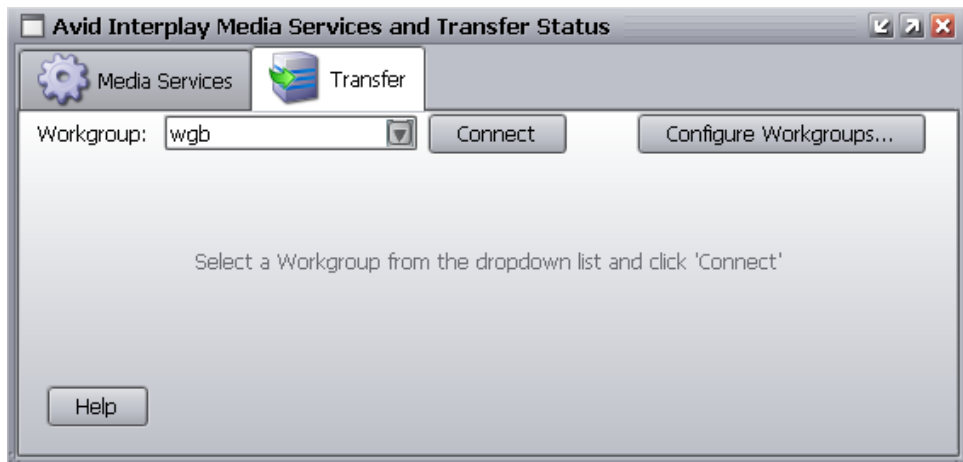 Avid Interplay Media Services and Transfer Status
Media Services
Transfer
Workgroup: wgb Connect Configure Workgroups...
Select a Workgroup from the dropdown list and click 'Connect'
Help